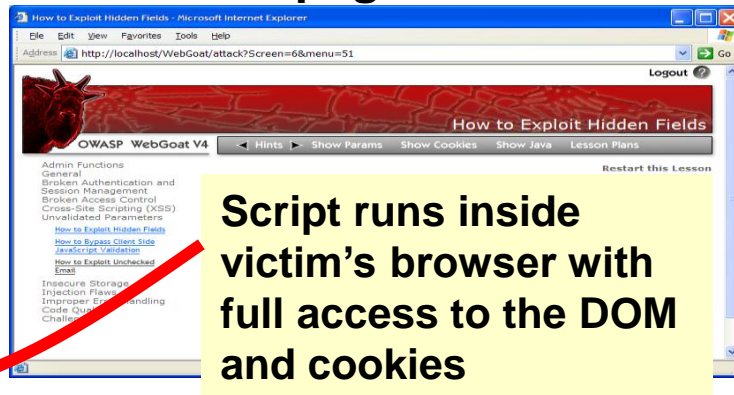 How to Exploit Hidden Fields - Microsoft Internet Explorer
File Edit View Favorites Tools Help
Address http://localhost/WebGoat/attack?Screen=6&menu=51 Go
Logout ?
How to Exploit Hidden Fields
OWASP WebGoat V4 Hints Show Params Show Cookies Show Java Lesson Plans
Restart this Lesson
Admin Functions
General
Broken Authentication and
Session Management
Broken Access Control
Cross-Site Scripting (XSS)
Unvalidated Parameters
How to Exploit Hidden Fields
How to Bypass Client Side
JavaScript Validation
How to Exploit Unchecked
Email
Insecure Storage
Injection Flaws
Improper Handling
Code
Script runs inside
victim’s browser with
full access to the DOM
and cookies